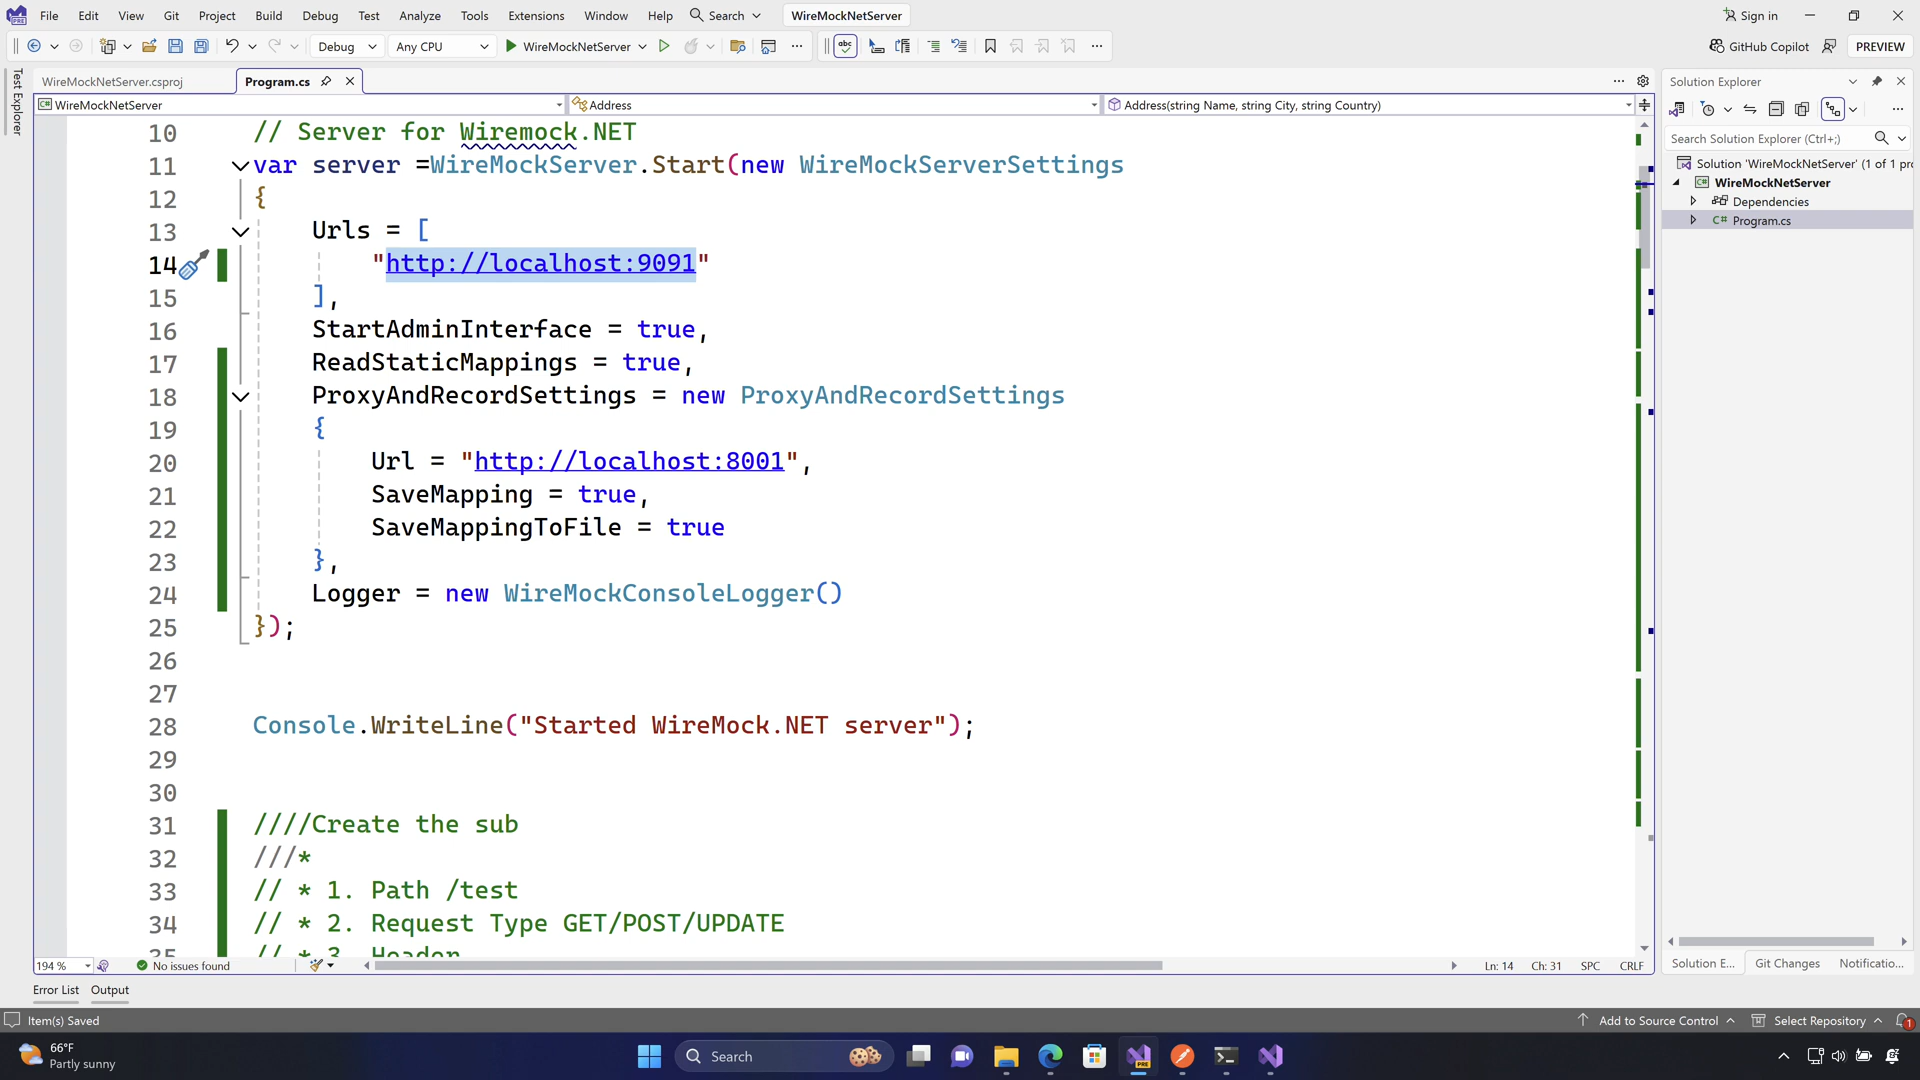 File Edit View Git Project Build Debug Test Analyze Tools Extensions Window Help Search WireMockNetServer Sign in
Debug Any CPU WireMockNetServer abc GitHub Copilot PREVIEW
Test Explorer
WireMockNetServer.csproj Program.cs
WireMockNetServer Address Address(string Name, string City, string Country)
10 // Server for Wiremock.NET
11 var server =WireMockServer.Start(new WireMockServerSettings
12 {
13 Urls = [
14 "http://localhost:9091"
15 ],
16 StartAdminInterface = true,
17 ReadStaticMappings = true,
18 ProxyAndRecordSettings = new ProxyAndRecordSettings
19 {
20 Url = "http://localhost:8001",
21 SaveMapping = true,
22 SaveMappingToFile = true
23 },
24 Logger = new WireMockConsoleLogger()
25 });
26
27
28 Console.WriteLine("Started WireMock.NET server");
29
30
31 ////Create the sub
32 ///*
33 // * 1. Path /test
34 // * 2. Request Type GET/POST/UPDATE
35 // * 3. Header
194 % No issues found Ln: 14 Ch: 31 SPC CRLF
Solution Explorer
Search Solution Explorer (Ctrl+;)
Solution 'WireMockNetServer' (1 of 1 pr
WireMockNetServer
Dependencies
C# Program.cs
Solution E... Git Changes Notificatio...
Error List Output
Item(s) Saved Add to Source Control Select Repository 1
66°F
Partly sunny
Search